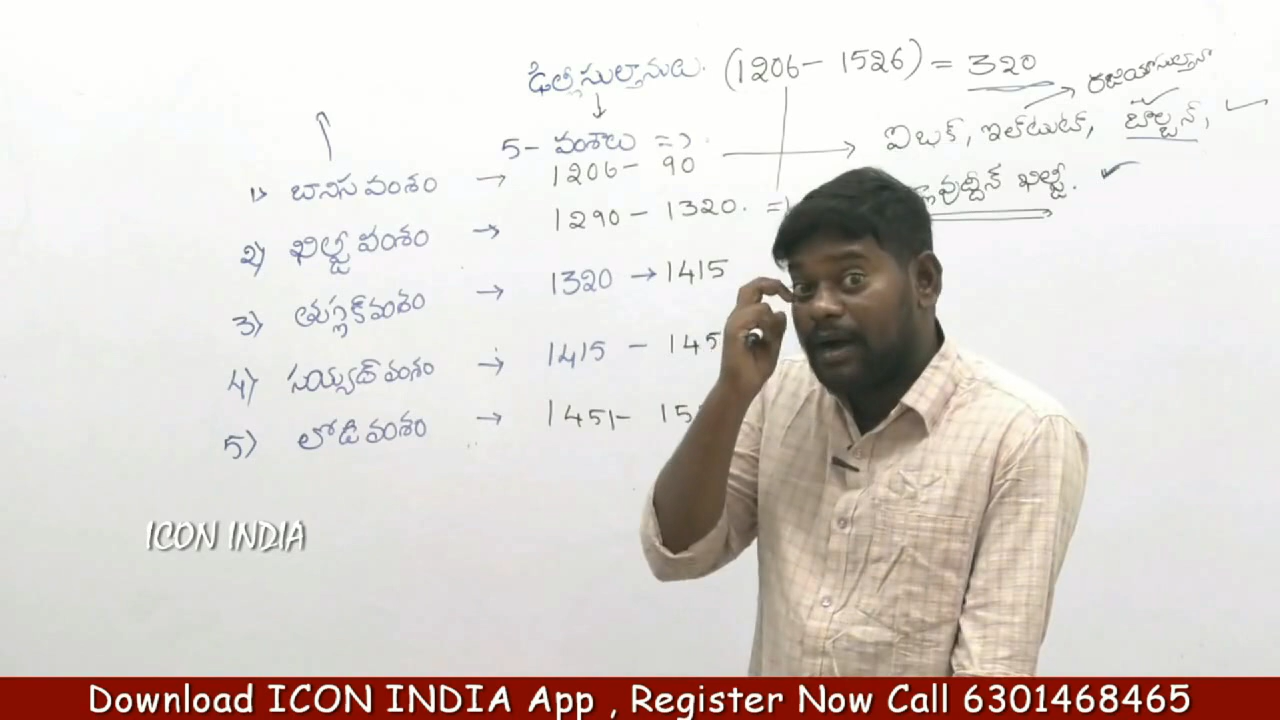 ఢిల్లీ సుల్తానులు. (1206 - 1526) = 320
రజియాసుల్తానా
5 - వంశాలు =>
ఐబక్, ఇల్‌టుట్, బాల్బన్,
1) బానిస వంశం → 1206 - 90
2) ఖిల్జీ వంశం → 1290 - 1320. =>
ఖిల్జీ.
3) తుగ్లక్ వంశం → 1320 → 1415
4) సయ్యద్ వంశం → 1415 - 145
5) లోడి వంశం → 1451 - 15
ICON INDIA
Download ICON INDIA App , Register Now Call 6301468465